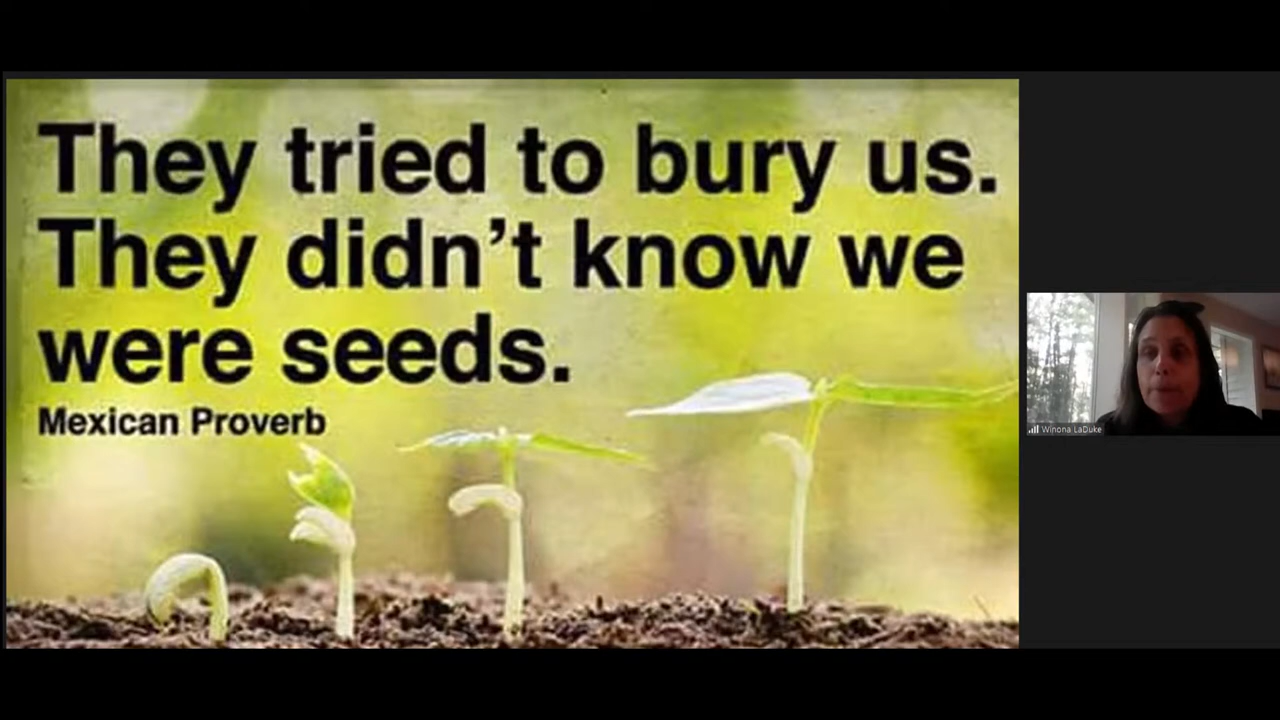 They tried to bury us.
They didn’t know we
were seeds.
Mexican Proverb
Winona LaDuke